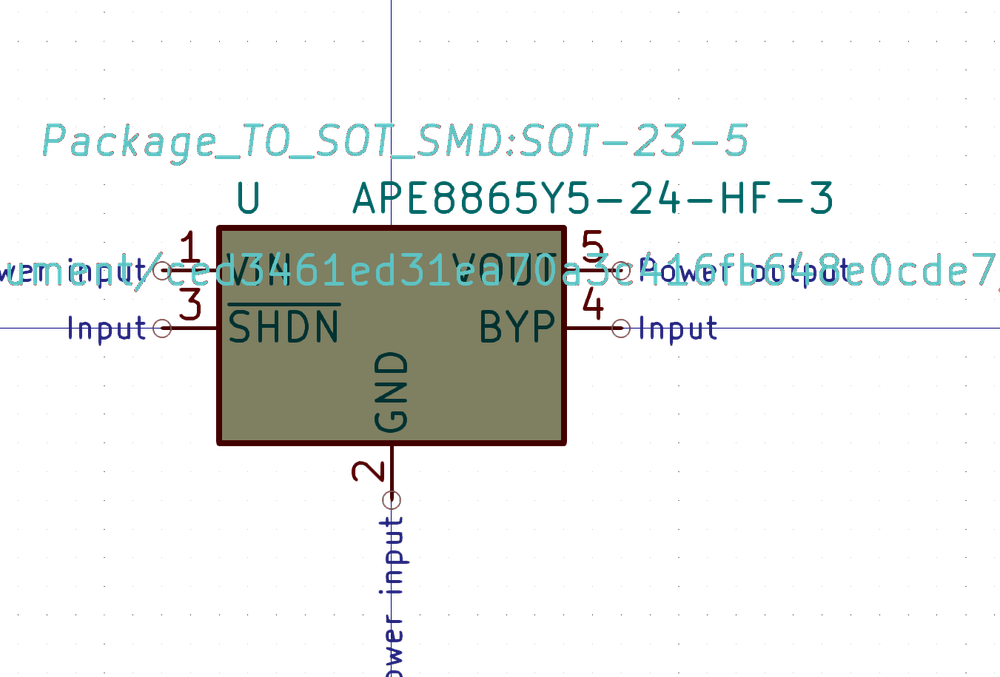 Package_TO_SOT_SMD:SOT-23-5
U APE8865Y5-24-HF-3
1 5
wer input VIN VOUT Power output
ument/ced3461ed31ea70a3c416fb648e0cde7
3 4
Input SHDN BYP Input
GND
2
ower input